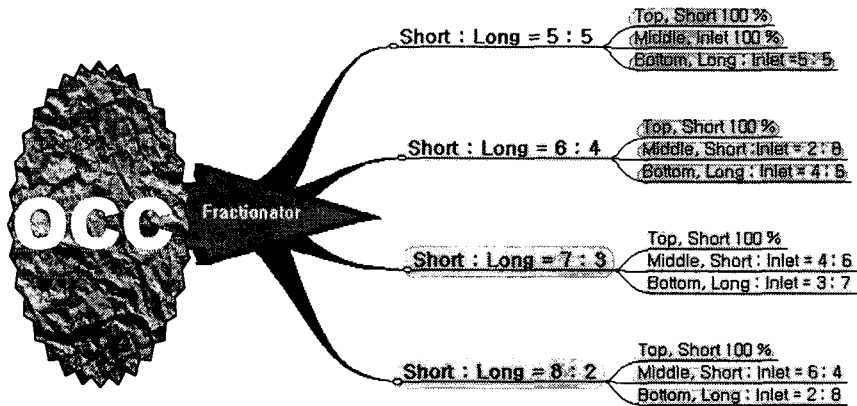 OCC
Fractionator
Short : Long = 5 : 5
Top, Short 100 %
Middle, Inlet 100 %
Bottom, Long : Inlet =5 : 5
Short : Long = 6 : 4
Top, Short 100 %
Middle, Short : Inlet = 2 : 8
Bottom, Long : Inlet = 4 : 6
Short : Long = 7 : 3
Top, Short 100 %
Middle, Short : Inlet = 4 : 6
Bottom, Long : Inlet = 3 : 7
Short : Long = 8 : 2
Top, Short 100 %
Middle, Short : Inlet = 6 : 4
Bottom, Long : Inlet = 2 : 8